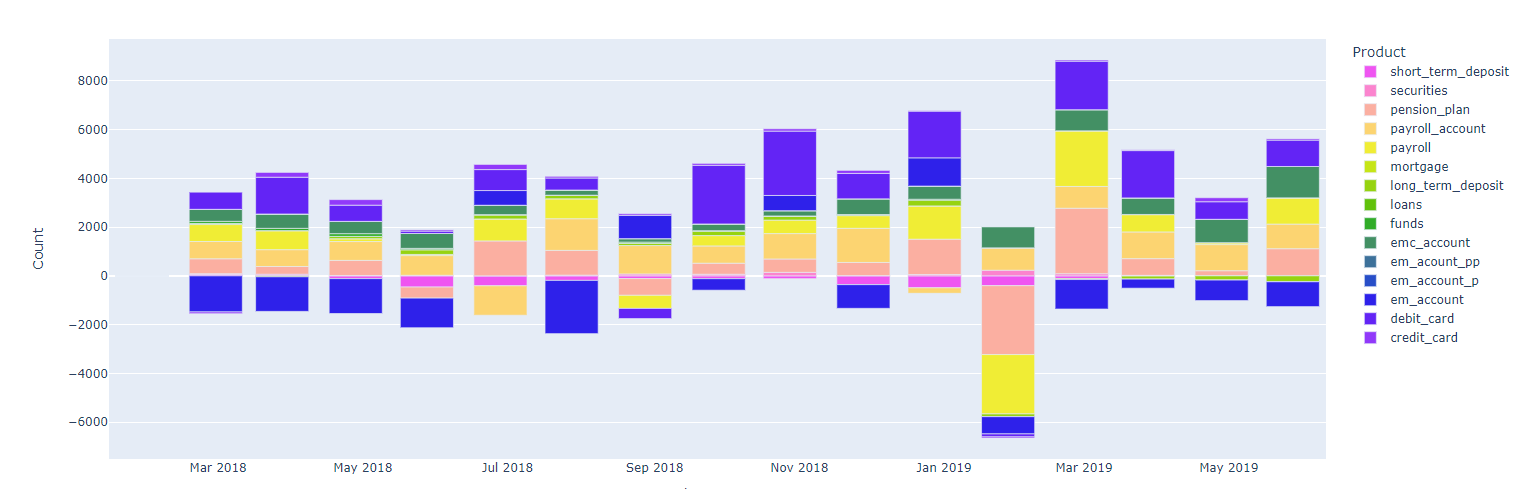 Product
short_term_deposit
securities
pension_plan
payroll_account
payroll
mortgage
long_term_deposit
loans
funds
emc_account
em_acount_pp
em_account_p
em_account
debit_card
credit_card
Count
8000
6000
4000
2000
0
−2000
−4000
−6000
Mar 2018
May 2018
Jul 2018
Sep 2018
Nov 2018
Jan 2019
Mar 2019
May 2019